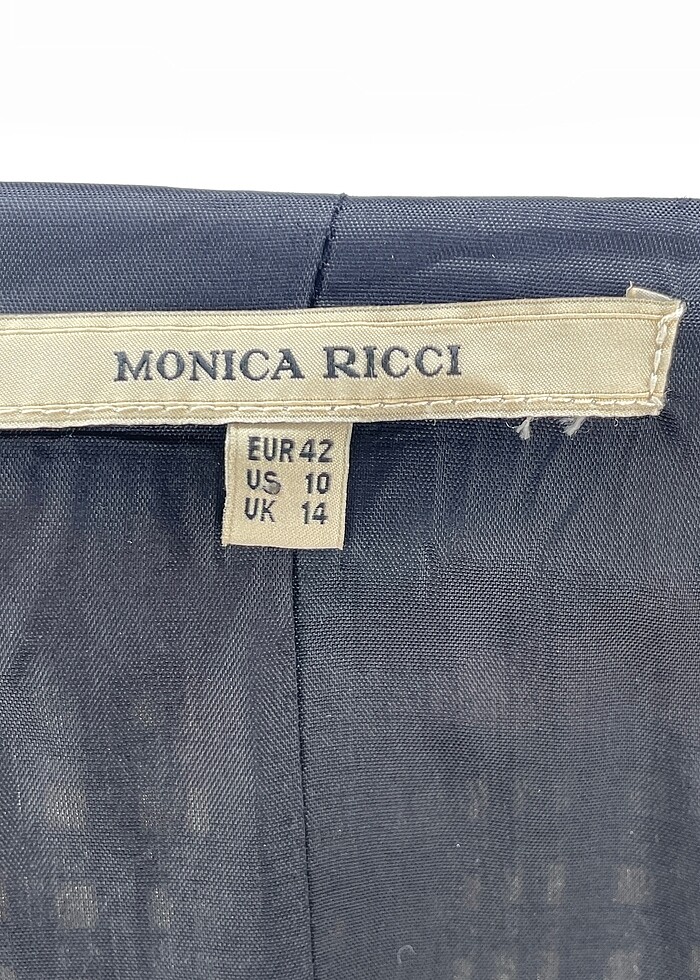 MONICA RICCI
EUR 42
US 10
UK 14